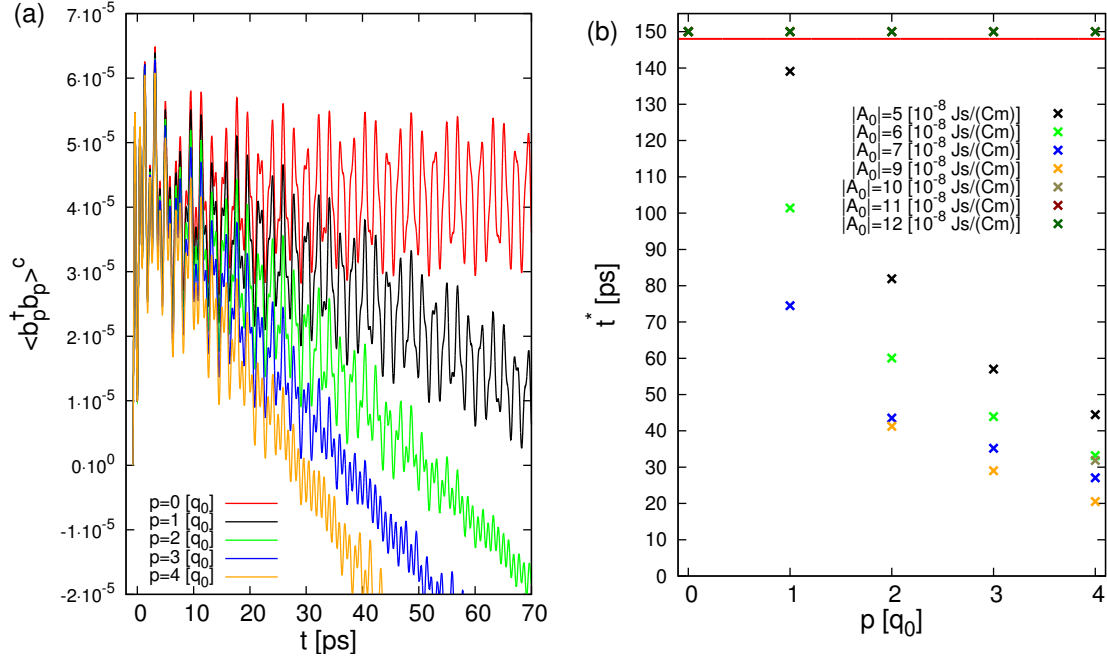 (a)
<b_p^† b_p>^c
7·10^-5
6·10^-5
5·10^-5
4·10^-5
3·10^-5
2·10^-5
1·10^-5
0·10^0
-1·10^-5
-2·10^-5
p=0 [q_0]
p=1 [q_0]
p=2 [q_0]
p=3 [q_0]
p=4 [q_0]
0 10 20 30 40 50 60 70
t [ps]
(b)
t^* [ps]
150
140
130
120
110
100
90
80
70
60
50
40
30
20
10
0
|A_0|=5 [10^-8 Js/(Cm)]
|A_0|=6 [10^-8 Js/(Cm)]
|A_0|=7 [10^-8 Js/(Cm)]
|A_0|=9 [10^-8 Js/(Cm)]
|A_0|=10 [10^-8 Js/(Cm)]
|A_0|=11 [10^-8 Js/(Cm)]
|A_0|=12 [10^-8 Js/(Cm)]
0 1 2 3 4
p [q_0]